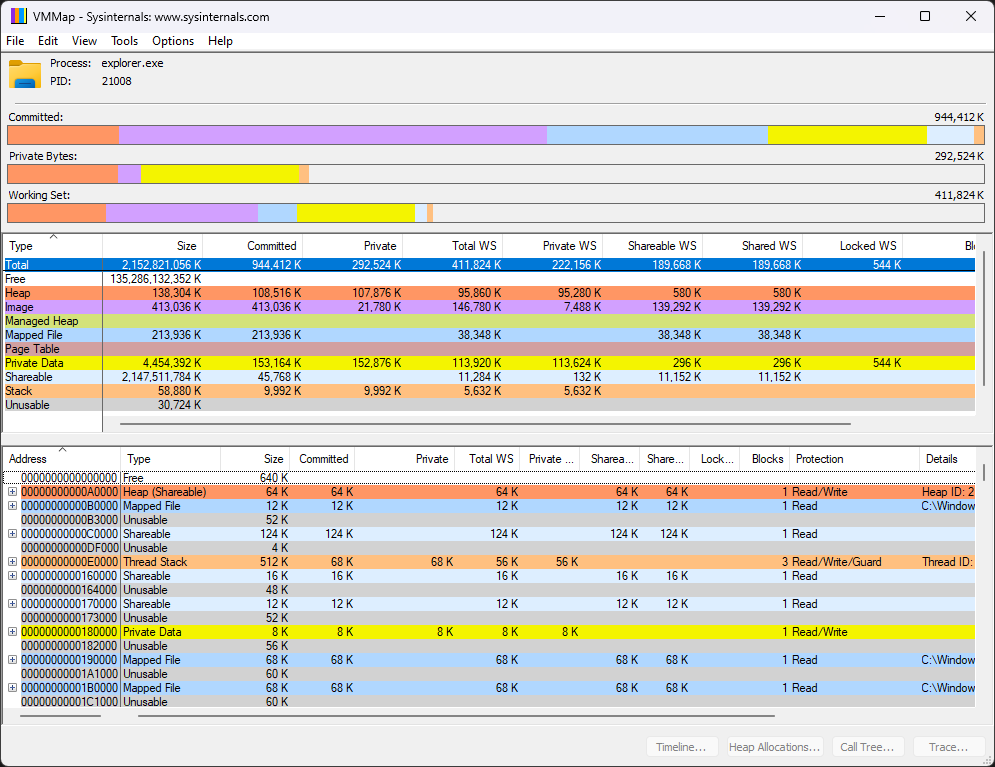 VMMap - Sysinternals: www.sysinternals.com
File Edit View Tools Options Help
Process: explorer.exe
PID: 21008
Committed: 944,412 K
Private Bytes: 292,524 K
Working Set: 411,824 K
Type Size Committed Private Total WS Private WS Shareable WS Shared WS Locked WS Blo
Total 2,152,821,056 K 944,412 K 292,524 K 411,824 K 222,156 K 189,668 K 189,668 K 544 K
Free 135,286,132,352 K
Heap 138,304 K 108,516 K 107,876 K 95,860 K 95,280 K 580 K 580 K
Image 413,036 K 413,036 K 21,780 K 146,780 K 7,488 K 139,292 K 139,292 K
Managed Heap
Mapped File 213,936 K 213,936 K 38,348 K 38,348 K 38,348 K
Page Table
Private Data 4,454,392 K 153,164 K 152,876 K 113,920 K 113,624 K 296 K 296 K 544 K
Shareable 2,147,511,784 K 45,768 K 11,284 K 132 K 11,152 K 11,152 K
Stack 58,880 K 9,992 K 9,992 K 5,632 K 5,632 K
Unusable 30,724 K
Address Type Size Committed Private Total WS Private ... Sharea... Share... Lock... Blocks Protection Details
0000000000000000 Free 640 K
00000000000A0000 Heap (Shareable) 64 K 64 K 64 K 64 K 64 K 1 Read/Write Heap ID: 2
00000000000B0000 Mapped File 12 K 12 K 12 K 12 K 12 K 1 Read C:\Window
00000000000B3000 Unusable 52 K
00000000000C0000 Shareable 124 K 124 K 124 K 124 K 124 K 1 Read
00000000000DF000 Unusable 4 K
00000000000E0000 Thread Stack 512 K 68 K 68 K 56 K 56 K 3 Read/Write/Guard Thread ID:
0000000000160000 Shareable 16 K 16 K 16 K 16 K 16 K 1 Read
0000000000164000 Unusable 48 K
0000000000170000 Shareable 12 K 12 K 12 K 12 K 12 K 1 Read
0000000000173000 Unusable 52 K
0000000000180000 Private Data 8 K 8 K 8 K 8 K 8 K 1 Read/Write
0000000000182000 Unusable 56 K
0000000000190000 Mapped File 68 K 68 K 68 K 68 K 68 K 1 Read C:\Window
00000000001A1000 Unusable 60 K
00000000001B0000 Mapped File 68 K 68 K 68 K 68 K 68 K 1 Read C:\Window
00000000001C1000 Unusable 60 K
Timeline... Heap Allocations... Call Tree... Trace...